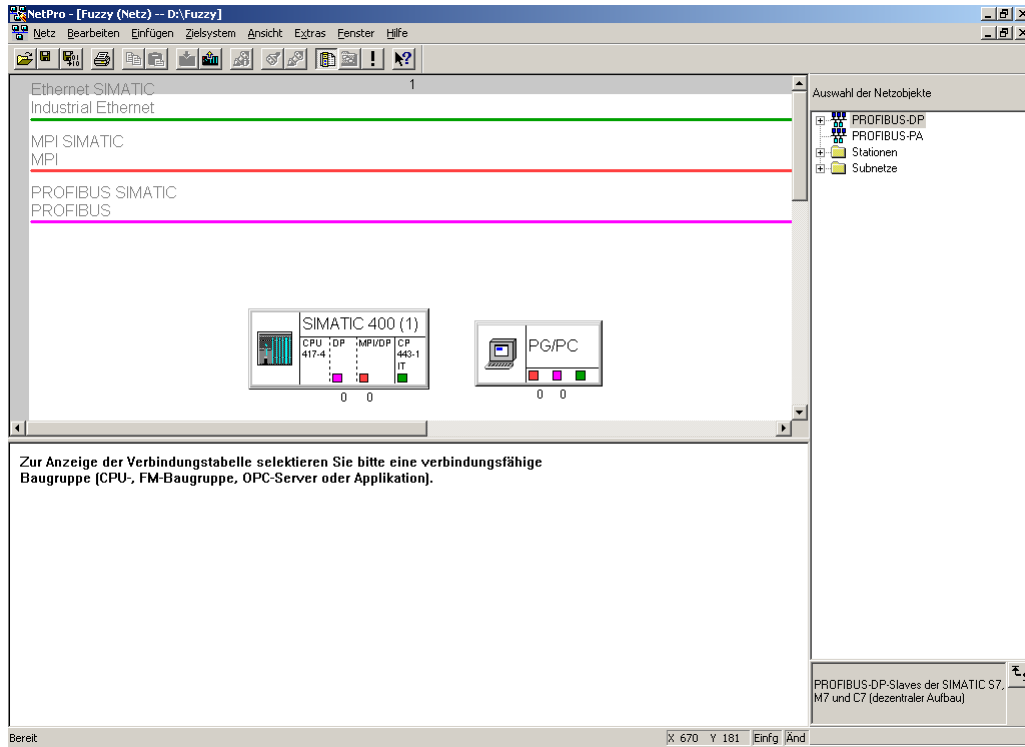 NetPro - [Fuzzy (Netz) -- D:\Fuzzy]
Netz Bearbeiten Einfügen Zielsystem Ansicht Extras Fenster Hilfe
Ethernet SIMATIC
1
Industrial Ethernet
MPI SIMATIC
MPI
PROFIBUS SIMATIC
PROFIBUS
SIMATIC 400 (1)
CPU 417-4
DP
MPI/DP
CP 443-1 IT
0 0
PG/PC
0 0
Auswahl der Netzobjekte
PROFIBUS-DP
PROFIBUS-PA
Stationen
Subnetze
Zur Anzeige der Verbindungstabelle selektieren Sie bitte eine verbindungsfähige
Baugruppe (CPU-, FM-Baugruppe, OPC-Server oder Applikation).
PROFIBUS-DP-Slaves der SIMATIC S7,
M7 und C7 (dezentraler Aufbau)
Bereit
X 670 Y 181 Einfg Änd